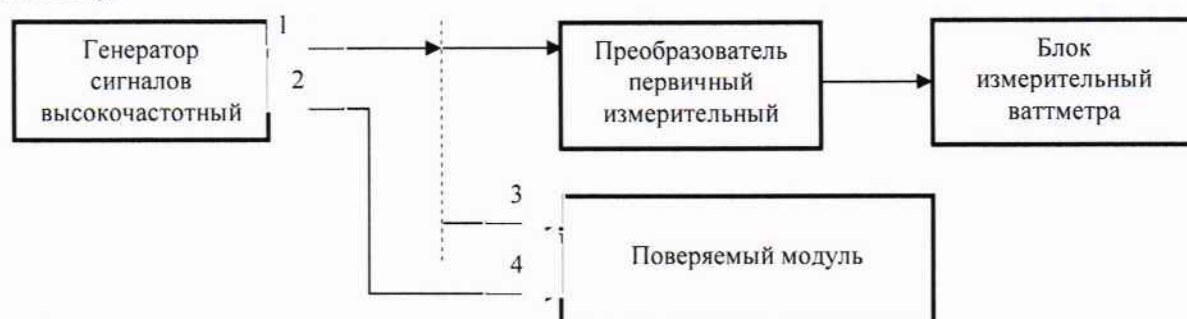 1
Генератор
сигналов
высокочастотный
2
Преобразователь
первичный
измерительный
Блок
измерительный
ваттметра
3
4
Поверяемый модуль